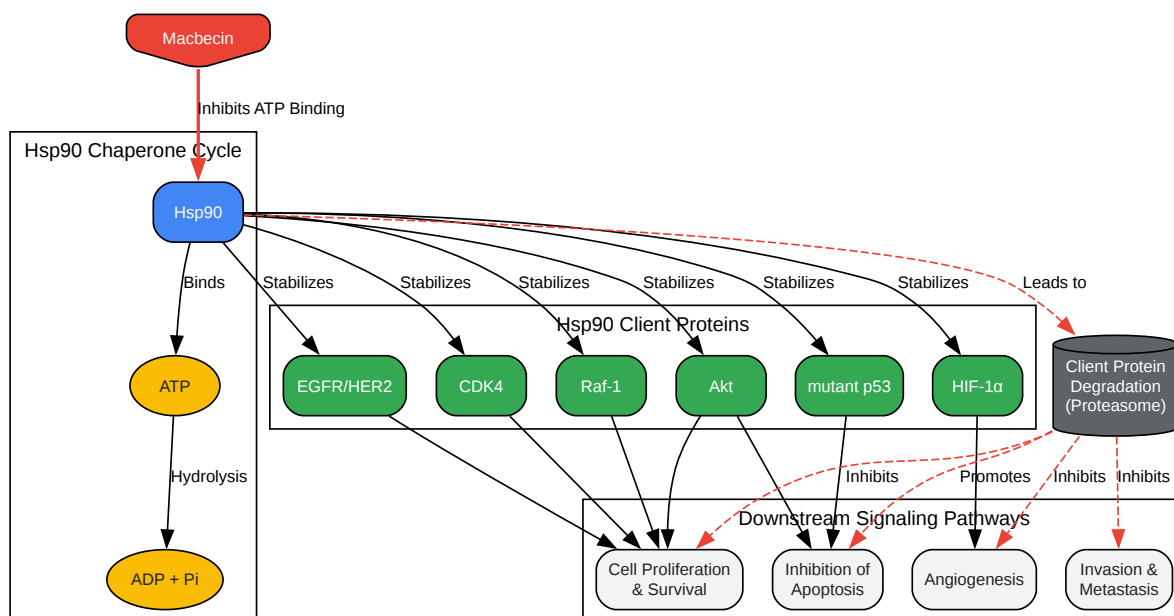 Macbecin
Inhibits ATP Binding
Hsp90 Chaperone Cycle
Hsp90
Binds
Stabilizes
Stabilizes
Stabilizes
Stabilizes
Stabilizes
Stabilizes
Leads to
Hsp90 Client Proteins
ATP
EGFR/HER2
CDK4
Raf-1
Akt
mutant p53
HIF-1α
Client Protein
Degradation
(Proteasome)
Hydrolysis
Inhibits
Promotes
Inhibits
Inhibits
Downstream Signaling Pathways
ADP + Pi
Cell Proliferation
& Survival
Inhibition of
Apoptosis
Angiogenesis
Invasion &
Metastasis